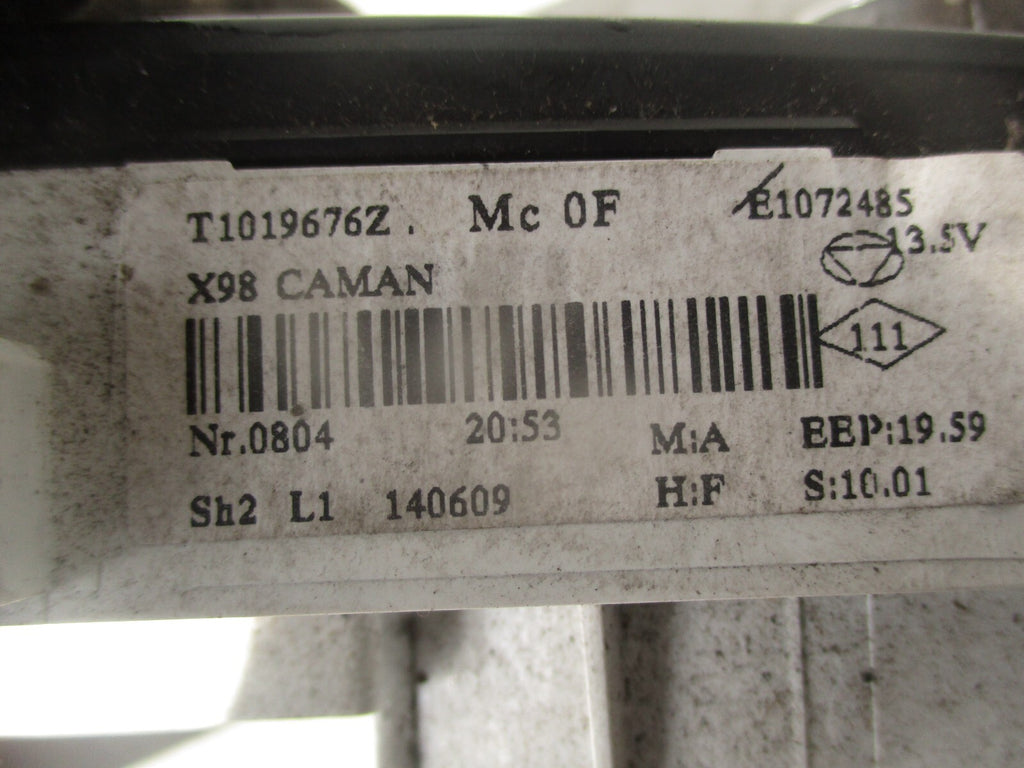 T1019676Z. Mc 0F E1072485
13.5V
X98 CAMAN
111
Nr.0804 20:53 M:A EEP:19.59
Sh2 L1 140609 H:F S:10.01